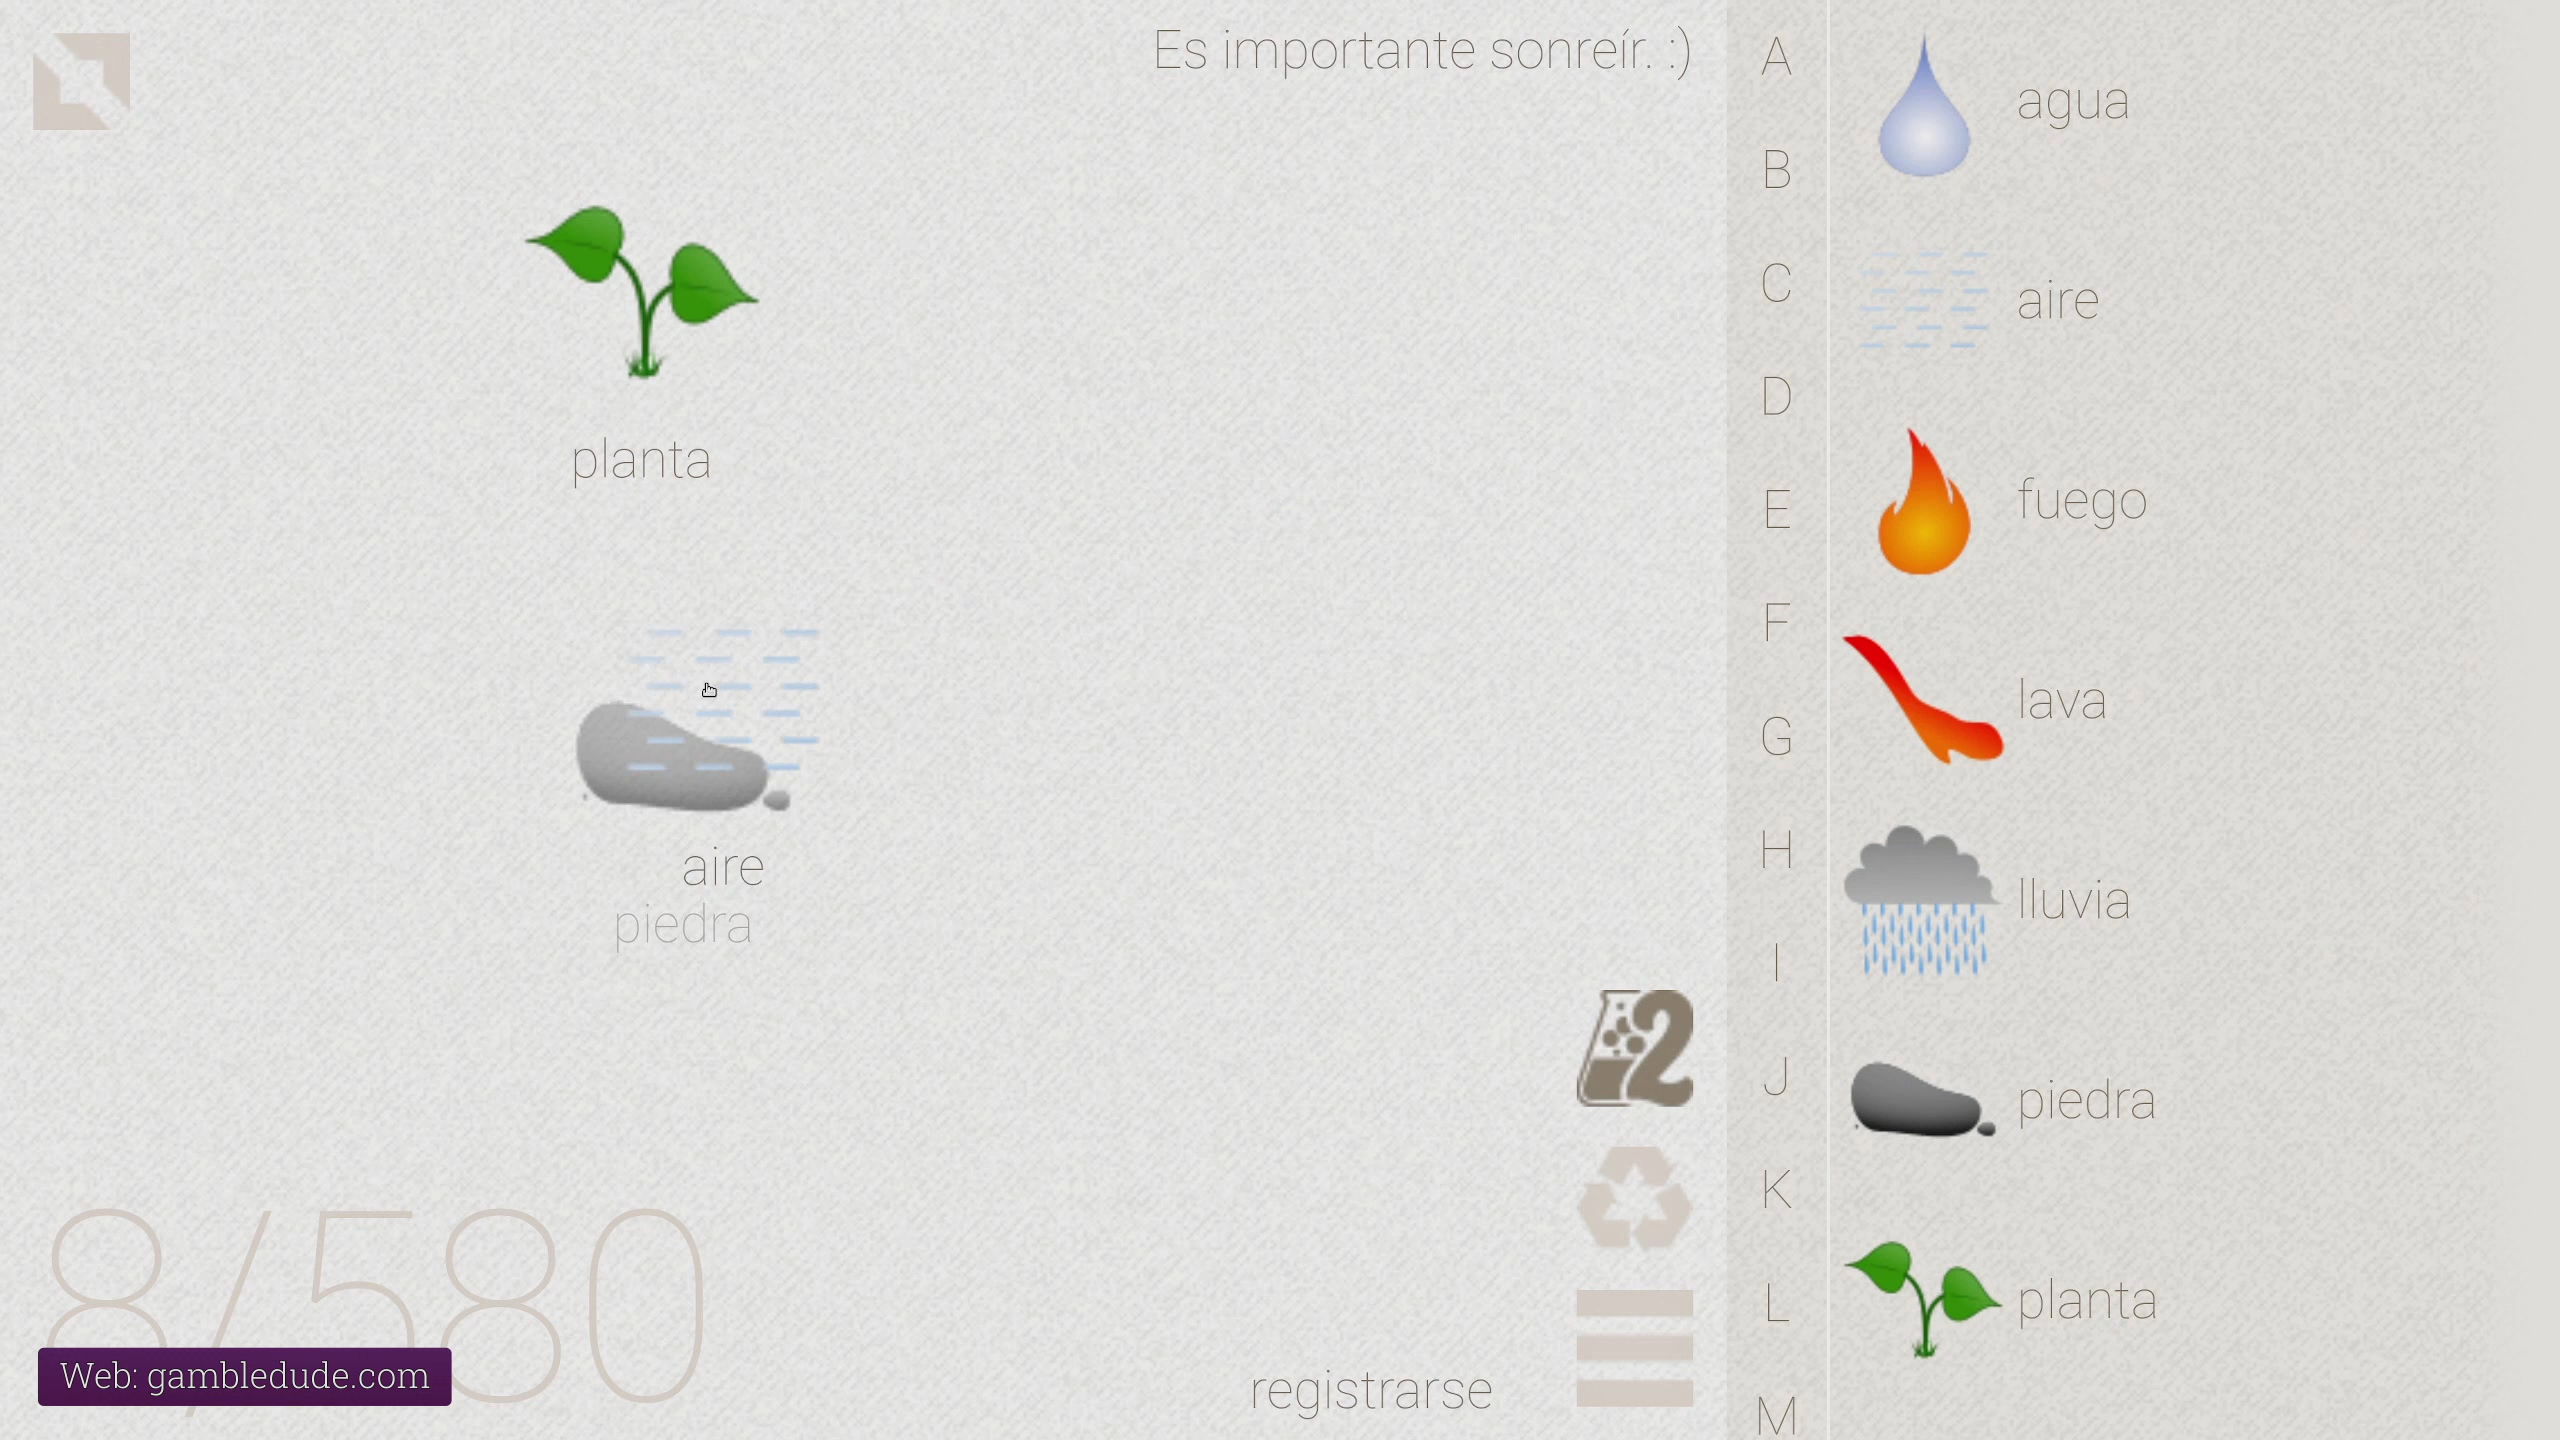 Es importante sonreír. :)
planta
aire
piedra
8/580
Web: gambledude.com
registrarse
2
A
B
C
D
E
F
G
H
I
J
K
L
M
agua
aire
fuego
lava
lluvia
piedra
planta